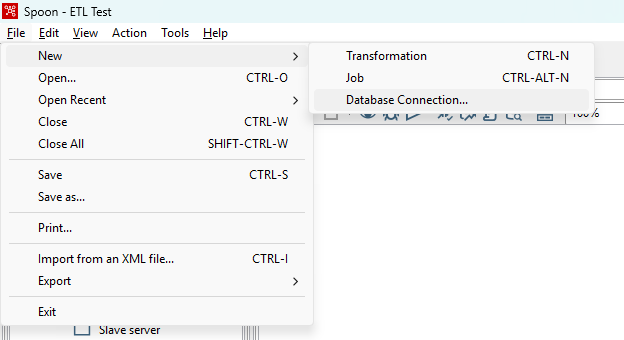 Spoon - ETL Test
File Edit View Action Tools Help
New
Transformation CTRL-N
Open... CTRL-O
Job CTRL-ALT-N
Open Recent
Database Connection...
Close CTRL-W
100%
Close All SHIFT-CTRL-W
Save CTRL-S
Save as...
Print...
Import from an XML file... CTRL-I
Export
Exit
Slave server